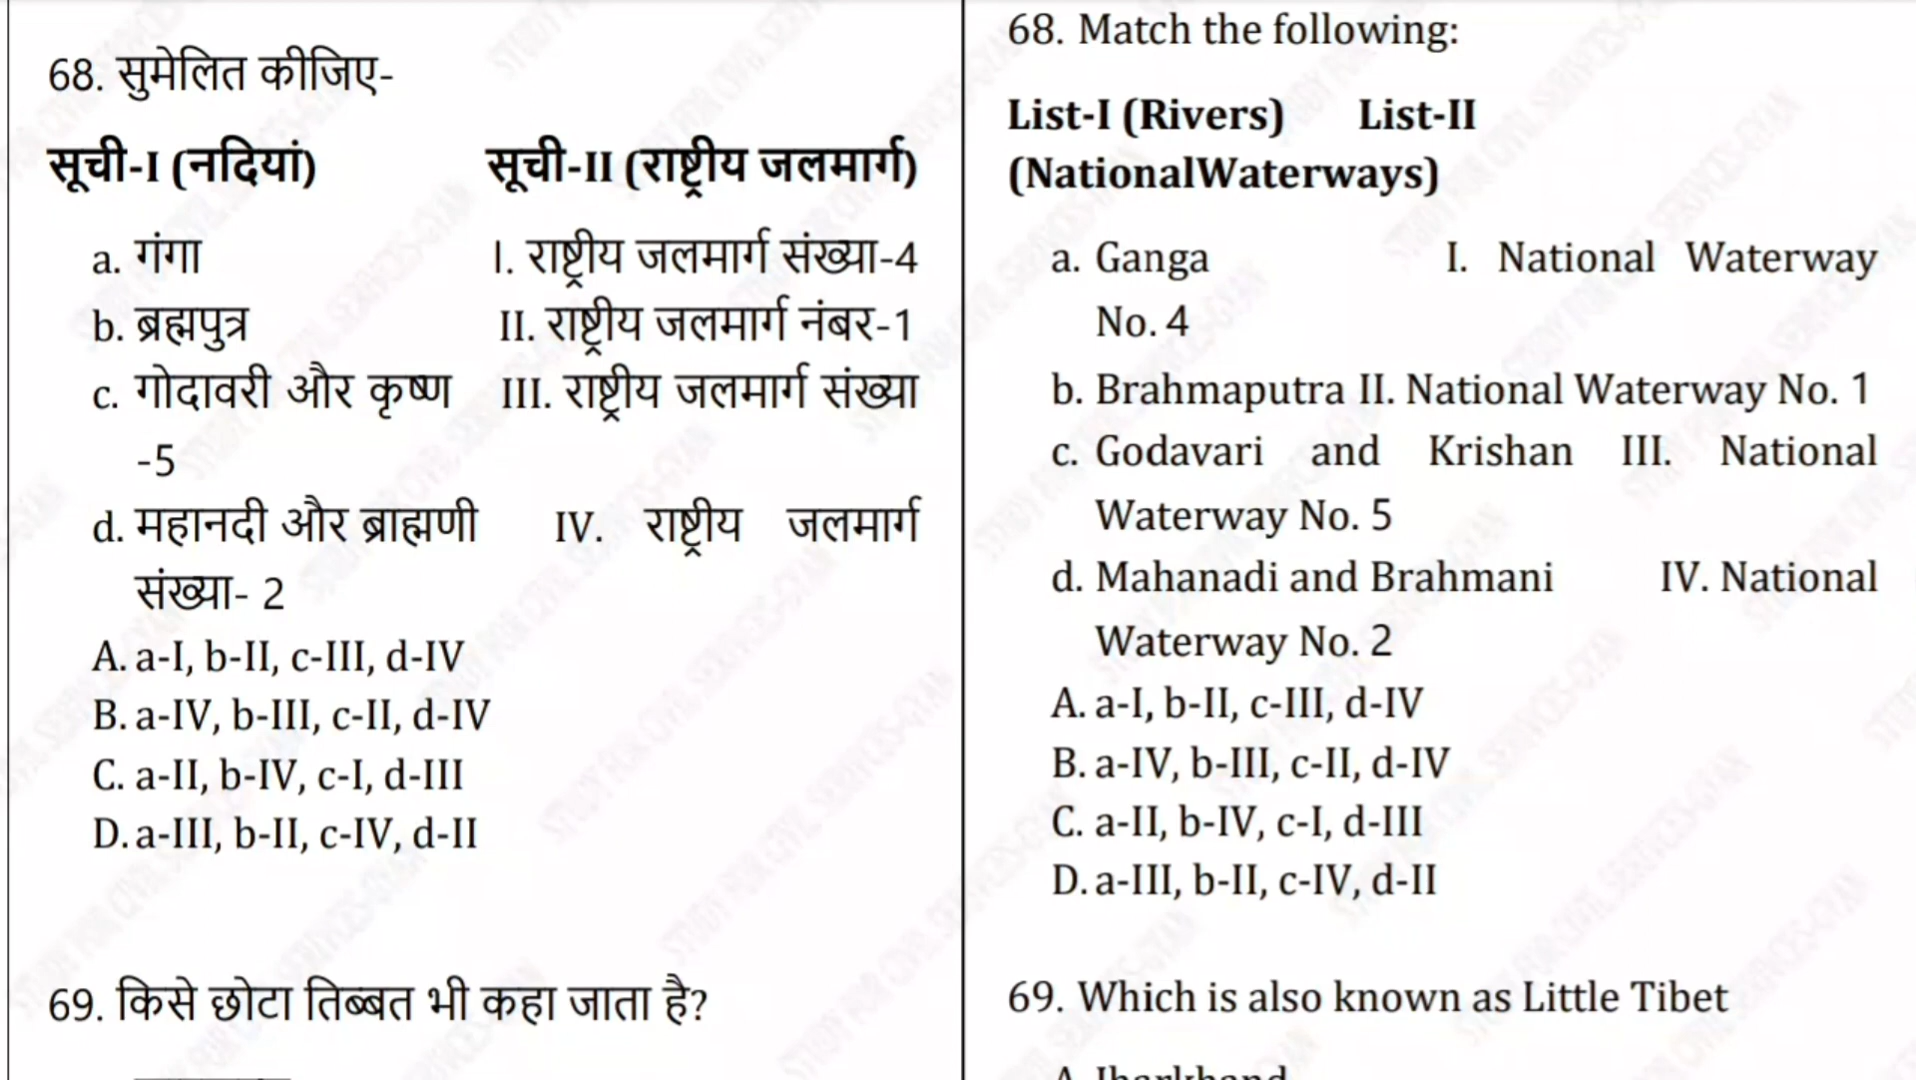 68. सुमेलित कीजिए-
सूची-I (नदियां) सूची-II (राष्ट्रीय जलमार्ग)
a. गंगा I. राष्ट्रीय जलमार्ग संख्या-4
b. ब्रह्मपुत्र II. राष्ट्रीय जलमार्ग नंबर-1
c. गोदावरी और कृष्ण III. राष्ट्रीय जलमार्ग संख्या
-5
d. महानदी और ब्राह्मणी IV. राष्ट्रीय जलमार्ग
संख्या- 2
A. a-I, b-II, c-III, d-IV
B. a-IV, b-III, c-II, d-IV
C. a-II, b-IV, c-I, d-III
D. a-III, b-II, c-IV, d-II
69. किसे छोटा तिब्बत भी कहा जाता है?
68. Match the following:
List-I (Rivers) List-II
(NationalWaterways)
a. Ganga I. National Waterway
No. 4
b. Brahmaputra II. National Waterway No. 1
c. Godavari and Krishan III. National
Waterway No. 5
d. Mahanadi and Brahmani IV. National
Waterway No. 2
A. a-I, b-II, c-III, d-IV
B. a-IV, b-III, c-II, d-IV
C. a-II, b-IV, c-I, d-III
D. a-III, b-II, c-IV, d-II
69. Which is also known as Little Tibet
A. Jharkhand